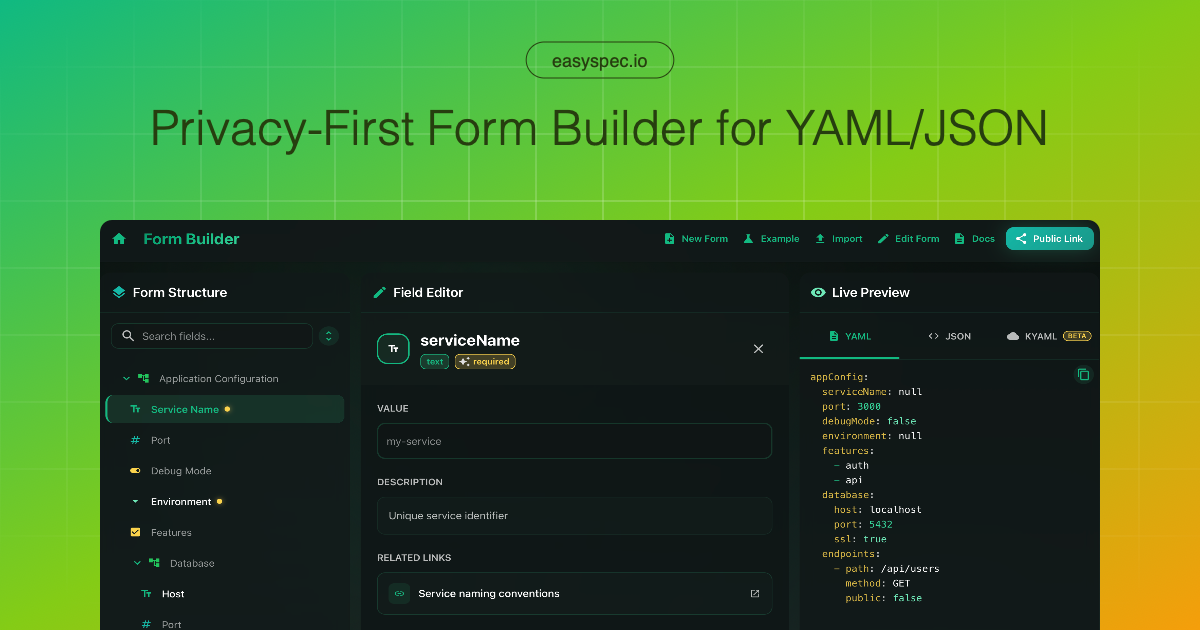 easyspec.io
Privacy-First Form Builder for YAML/JSON
Form Builder
New Form
Example
Import
Edit Form
Docs
Public Link
Form Structure
Search fields...
Application Configuration
Tт Service Name
# Port
Debug Mode
Environment
Features
Database
Tт Host
# Port
Field Editor
Tт
serviceName
text
required
VALUE
my-service
DESCRIPTION
Unique service identifier
RELATED LINKS
Service naming conventions
Live Preview
YAML
<> JSON
KYAML
BETA
appConfig:
serviceName: null
port: 3000
debugMode: false
environment: null
features:
– auth
– api
database:
host: localhost
port: 5432
ssl: true
endpoints:
– path: /api/users
method: GET
public: false